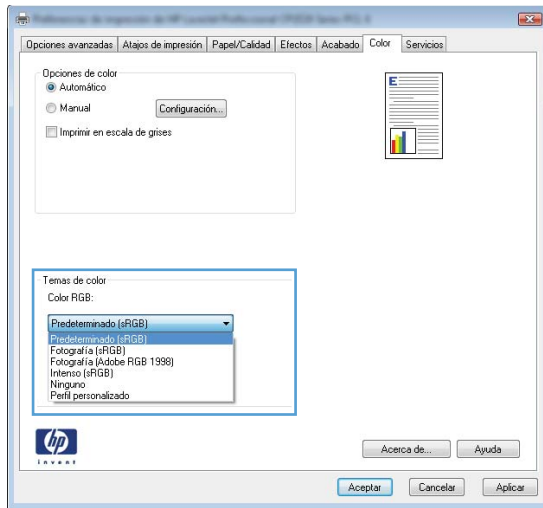 Opciones avanzadas Atajos de impresión Papel/Calidad Efectos Acabado Color Servicios
Opciones de color
Automático
Manual Configuración...
Imprimir en escala de grises
E
Temas de color
Color RGB:
Predeterminado (sRGB)
Predeterminado (sRGB)
Fotografía (sRGB)
Fotografía (Adobe RGB 1998)
Intenso (sRGB)
Ninguno
Perfil personalizado
hp
invent
Acerca de... Ayuda
Aceptar Cancelar Aplicar